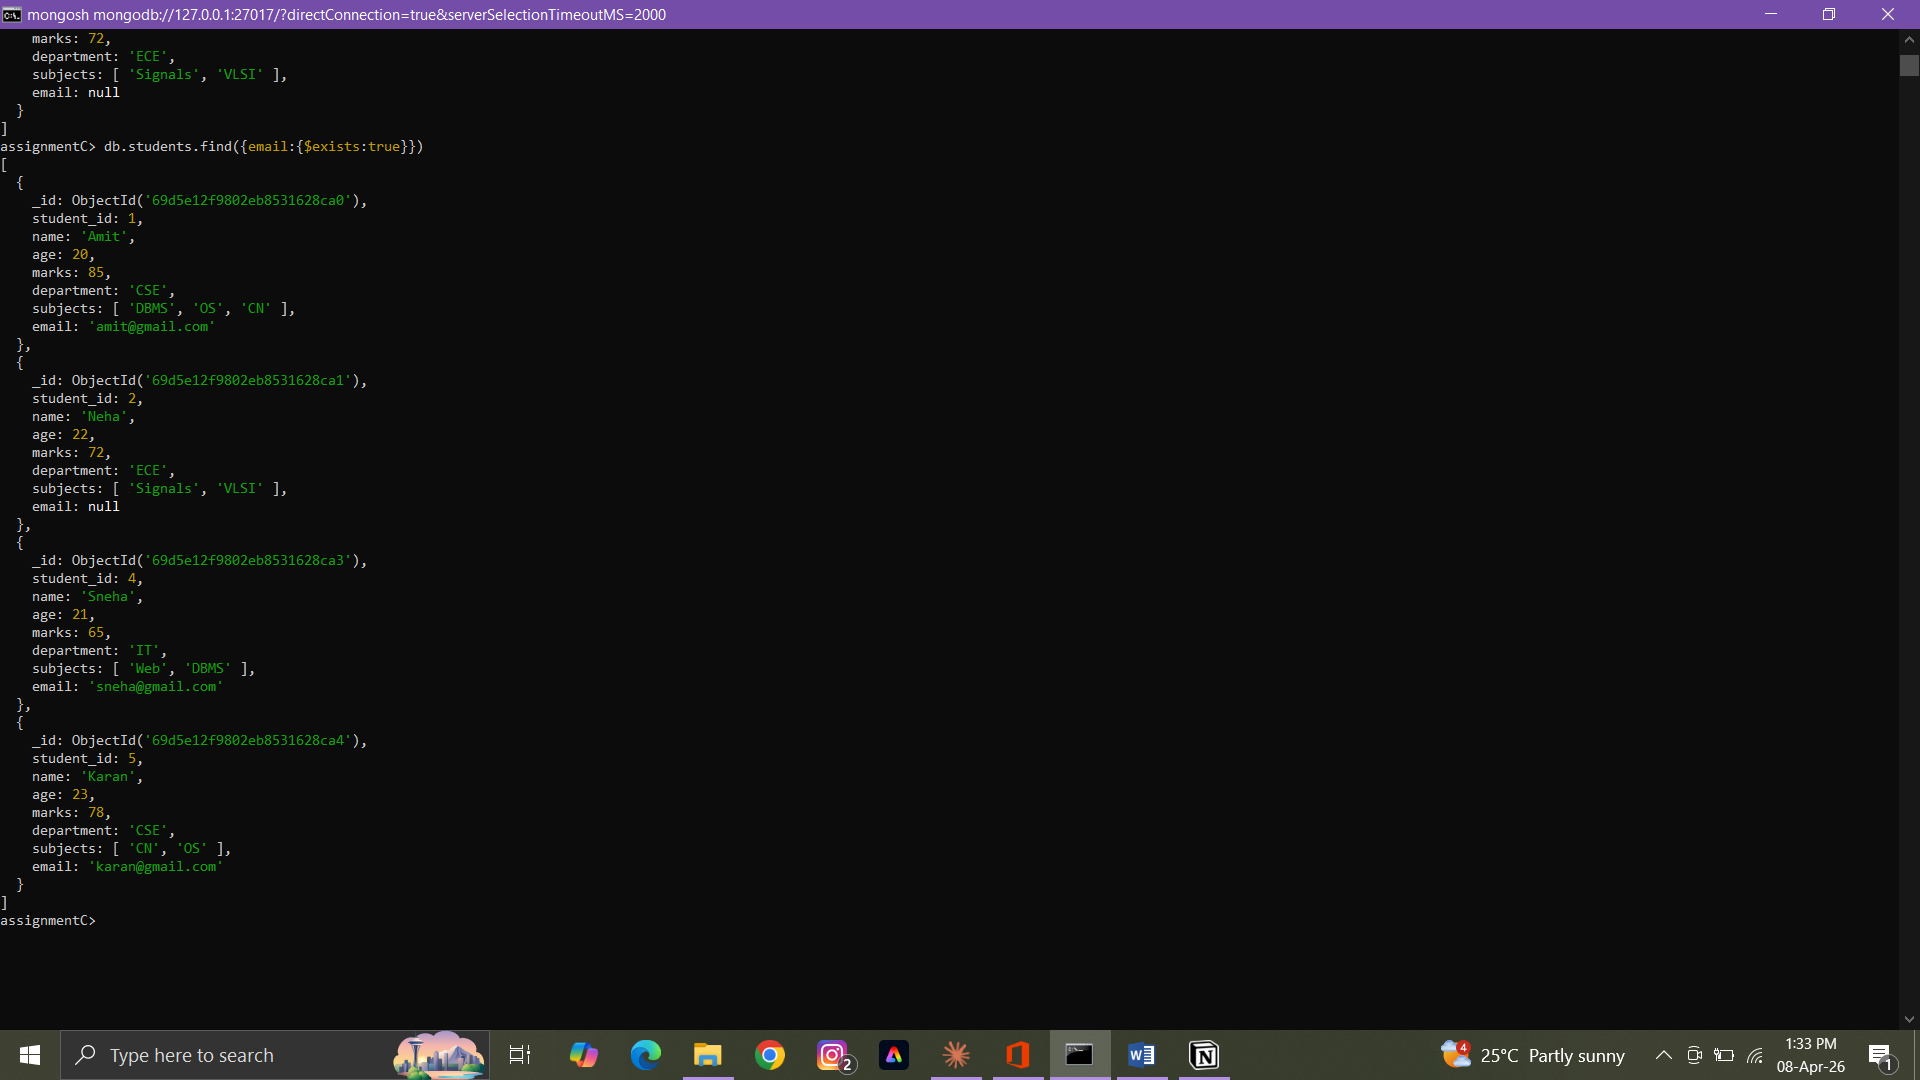 mongosh mongodb://127.0.0.1:27017/?directConnection=true&serverSelectionTimeoutMS=2000
    marks: 72,
    department: 'ECE',
    subjects: [ 'Signals', 'VLSI' ],
    email: null
  }
]
assignmentC> db.students.find({email:{$exists:true}})
[
  {
    _id: ObjectId('69d5e12f9802eb8531628ca0'),
    student_id: 1,
    name: 'Amit',
    age: 20,
    marks: 85,
    department: 'CSE',
    subjects: [ 'DBMS', 'OS', 'CN' ],
    email: 'amit@gmail.com'
  },
  {
    _id: ObjectId('69d5e12f9802eb8531628ca1'),
    student_id: 2,
    name: 'Neha',
    age: 22,
    marks: 72,
    department: 'ECE',
    subjects: [ 'Signals', 'VLSI' ],
    email: null
  },
  {
    _id: ObjectId('69d5e12f9802eb8531628ca3'),
    student_id: 4,
    name: 'Sneha',
    age: 21,
    marks: 65,
    department: 'IT',
    subjects: [ 'Web', 'DBMS' ],
    email: 'sneha@gmail.com'
  },
  {
    _id: ObjectId('69d5e12f9802eb8531628ca4'),
    student_id: 5,
    name: 'Karan',
    age: 23,
    marks: 78,
    department: 'CSE',
    subjects: [ 'CN', 'OS' ],
    email: 'karan@gmail.com'
  }
]
assignmentC>
Type here to search
2
4
25°C Partly sunny
1:33 PM
08-Apr-26
1